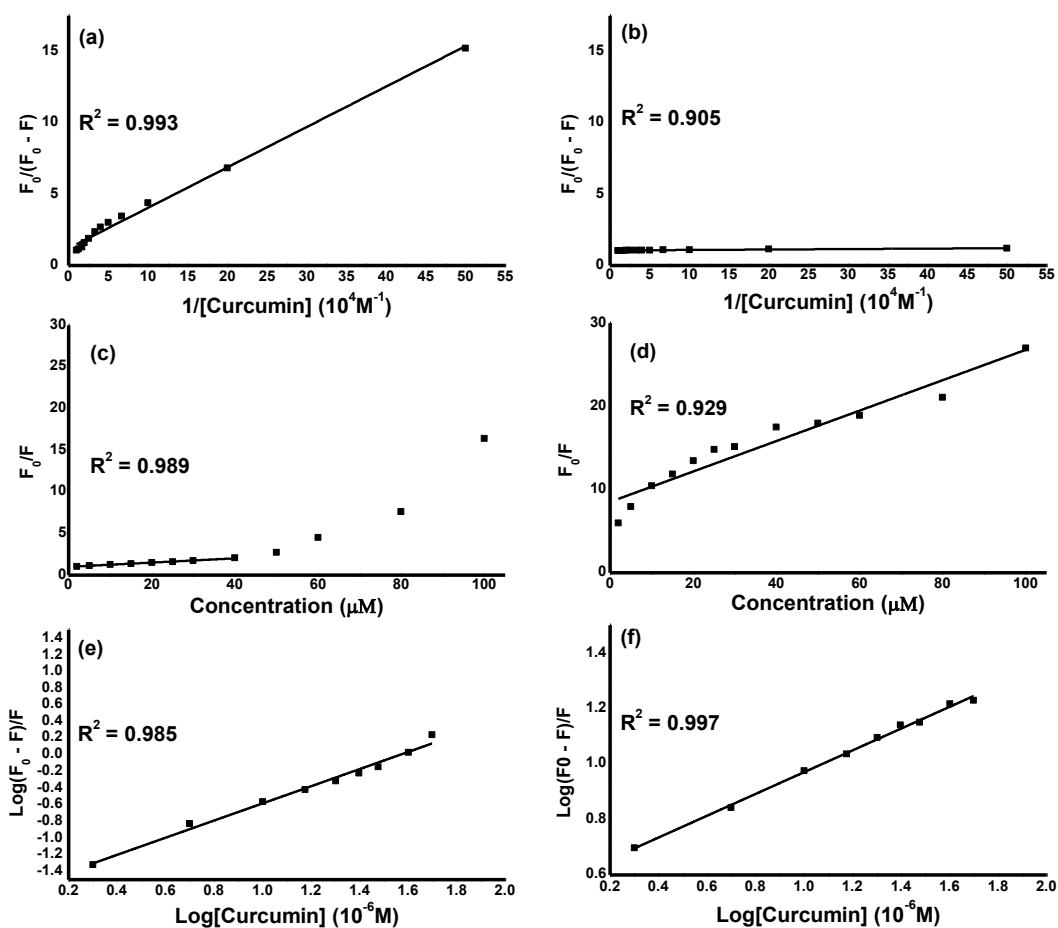 (a)
R² = 0.993
F₀/(F₀ - F)
15
10
5
0
0 5 10 15 20 25 30 35 40 45 50 55
1/[Curcumin] (10⁴M⁻¹)
(b)
R² = 0.905
F₀/(F₀ - F)
15
10
5
0
0 5 10 15 20 25 30 35 40 45 50 55
1/[Curcumin] (10⁴M⁻¹)
(c)
R² = 0.989
F₀/F
30
25
20
15
10
5
0
0 20 40 60 80 100
Concentration (μM)
(d)
R² = 0.929
F₀/F
30
20
10
0
0 20 40 60 80 100
Concentration (μM)
(e)
R² = 0.985
Log(F₀ - F)/F
1.4
1.2
1.0
0.8
0.6
0.4
0.2
0.0
-0.2
-0.4
-0.6
-0.8
-1.0
-1.2
-1.4
0.2 0.4 0.6 0.8 1.0 1.2 1.4 1.6 1.8 2.0
Log[Curcumin] (10⁻⁶M)
(f)
R² = 0.997
Log(F0 - F)/F
1.4
1.2
1.0
0.8
0.6
0.2 0.4 0.6 0.8 1.0 1.2 1.4 1.6 1.8 2.0
Log[Curcumin] (10⁻⁶M)